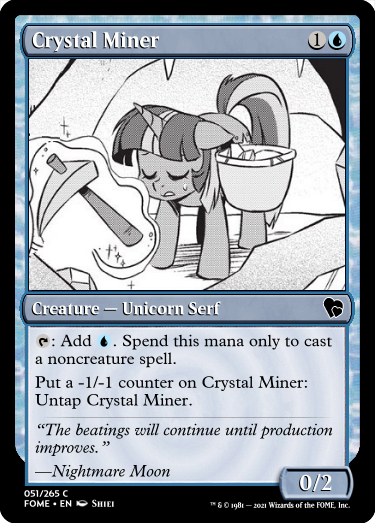 Crystal Miner 1
Creature — Unicorn Serf
: Add . Spend this mana only to cast
a noncreature spell.
Put a -1/-1 counter on Crystal Miner:
Untap Crystal Miner.
“The beatings will continue until production
improves.”
—Nightmare Moon
0/2
051/265 C
FOME • EN Shiei
™ & © 1981 — 2021 Wizards of the FOME, Inc.